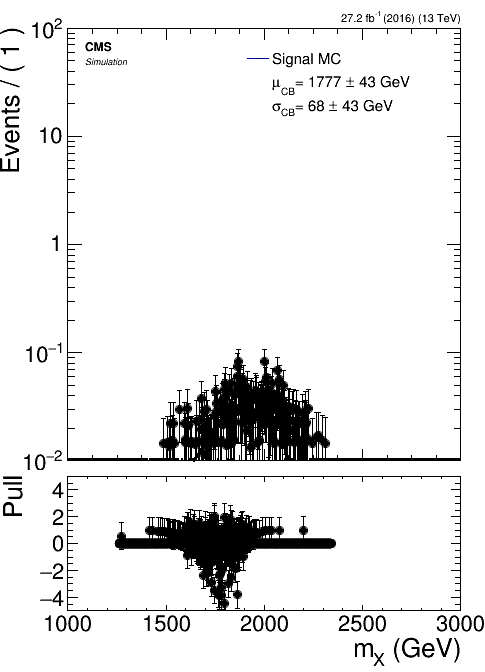 27.2 fb⁻¹ (2016) (13 TeV)
CMS
Simulation
Signal MC
μ_CB= 1777 ± 43 GeV
σ_CB= 68 ± 43 GeV
Events / ( 1 )
10²
10
1
10⁻¹
10⁻²
Pull
4
2
0
−2
−4
1000 1500 2000 2500 3000
m_X (GeV)